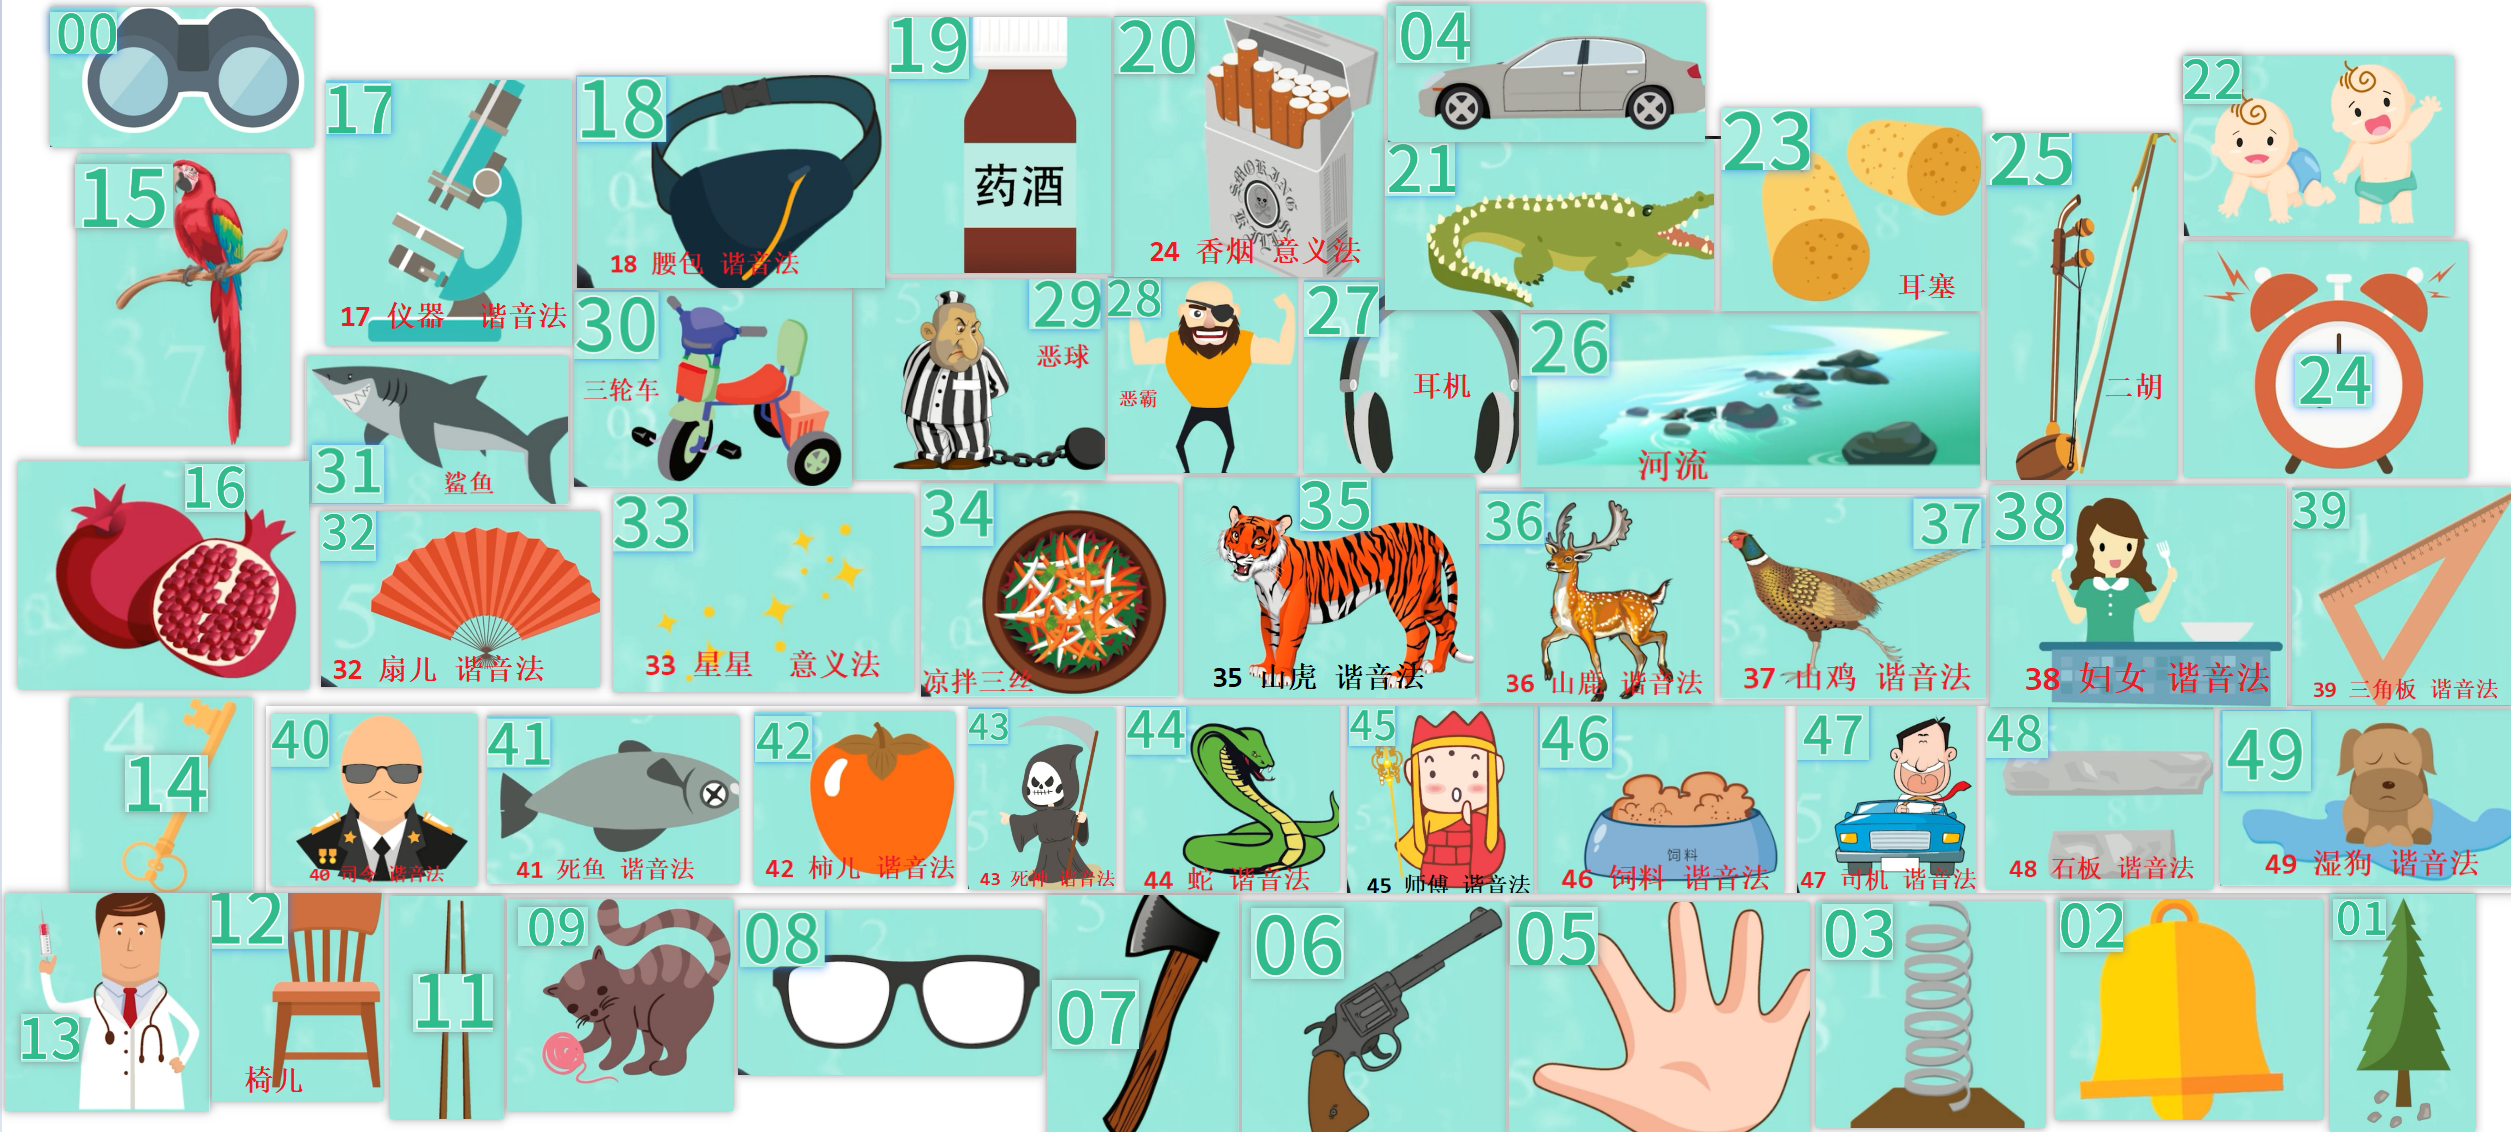 00
15
17
17 仪器 谐音法
18
18 腰包 谐音法
19
药酒
20
SMORING
KILLS
24 香烟 意义法
04
21
23
耳塞
25
二胡
22
24
16
31
鲨鱼
30
三轮车
29
恶球
28
恶霸
27
耳机
26
河流
32
32 扇儿 谐音法
33
33 星星 意义法
34
凉拌三丝
35
35 山虎 谐音法
36
36 山鹿 谐音法
37
37 山鸡 谐音法
38
38 妇女 谐音法
39
39 三角板 谐音法
14
40
40 司令 谐音法
41
41 死鱼 谐音法
42
42 柿儿 谐音法
43
43 死神 谐音法
44
44 蛇 谐音法
45
45 师傅 谐音法
46
饲料
46 饲料 谐音法
47
47 司机 谐音法
48
48 石板 谐音法
49
49 湿狗 谐音法
13
12
椅儿
11
09
08
07
06
05
03
02
01